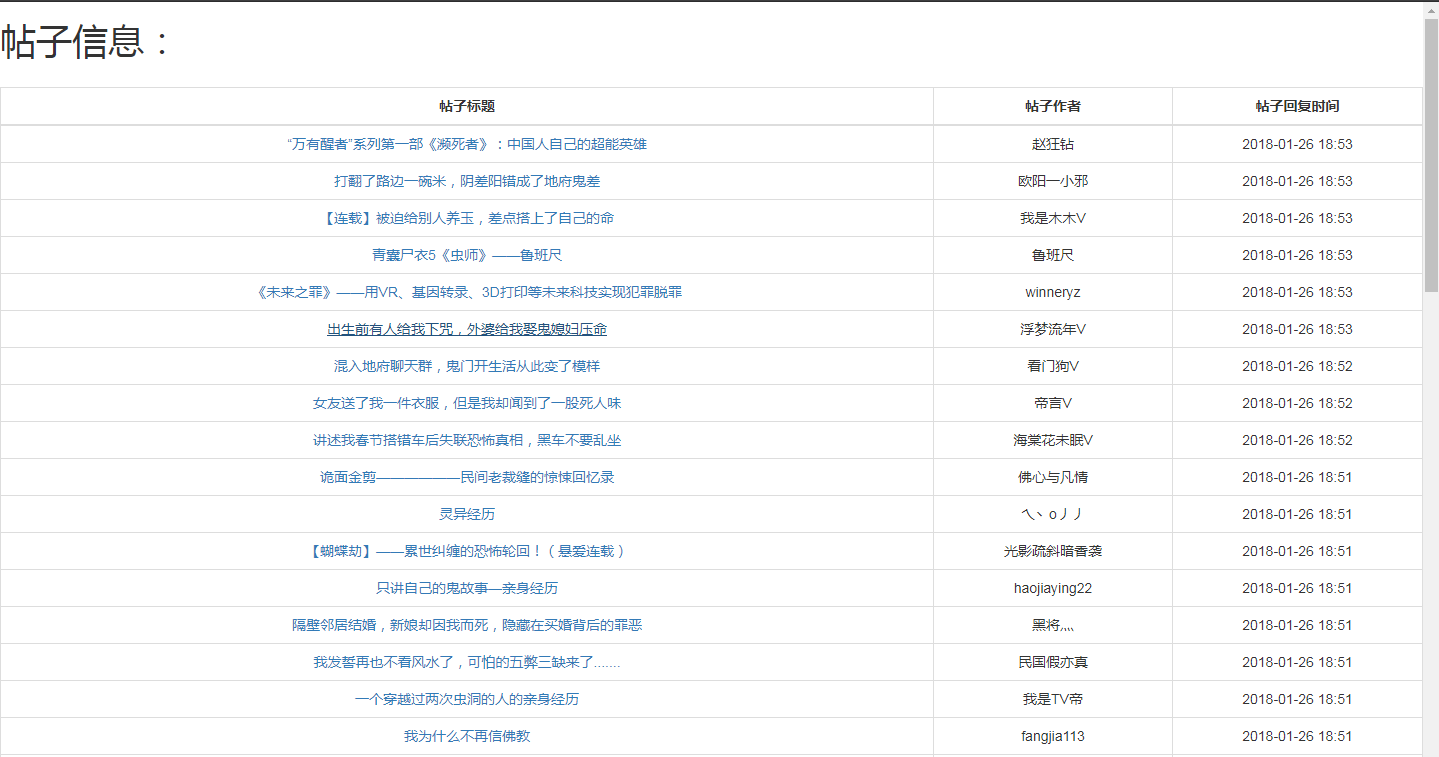 帖子信息：
帖子标题 帖子作者 帖子回复时间
“万有醒者”系列第一部《濒死者》：中国人自己的超能英雄 赵狂钻 2018-01-26 18:53
打翻了路边一碗米，阴差阳错成了地府鬼差 欧阳一小邪 2018-01-26 18:53
【连载】被迫给别人养玉，差点搭上了自己的命 我是木木V 2018-01-26 18:53
青囊尸衣5《虫师》——鲁班尺 鲁班尺 2018-01-26 18:53
《未来之罪》——用VR、基因转录、3D打印等未来科技实现犯罪脱罪 winneryz 2018-01-26 18:53
出生前有人给我下咒，外婆给我娶鬼媳妇压命 浮梦流年V 2018-01-26 18:53
混入地府聊天群，鬼门开生活从此变了模样 看门狗V 2018-01-26 18:52
女友送了我一件衣服，但是我却闻到了一股死人味 帝言V 2018-01-26 18:52
讲述我春节搭错车后失联恐怖真相，黑车不要乱坐 海棠花未眠V 2018-01-26 18:52
诡面金剪——————民间老裁缝的惊悚回忆录 佛心与凡情 2018-01-26 18:51
灵异经历 乀丶o丿丿 2018-01-26 18:51
【蝴蝶劫】——累世纠缠的恐怖轮回！（悬爱连载） 光影疏斜暗香袭 2018-01-26 18:51
只讲自己的鬼故事—亲身经历 haojiaying22 2018-01-26 18:51
隔壁邻居结婚，新娘却因我而死，隐藏在买婚背后的罪恶 黑将灬 2018-01-26 18:51
我发誓再也不看风水了，可怕的五弊三缺来了....... 民国假亦真 2018-01-26 18:51
一个穿越过两次虫洞的人的亲身经历 我是TV帝 2018-01-26 18:51
我为什么不再信佛教 fangjia113 2018-01-26 18:51